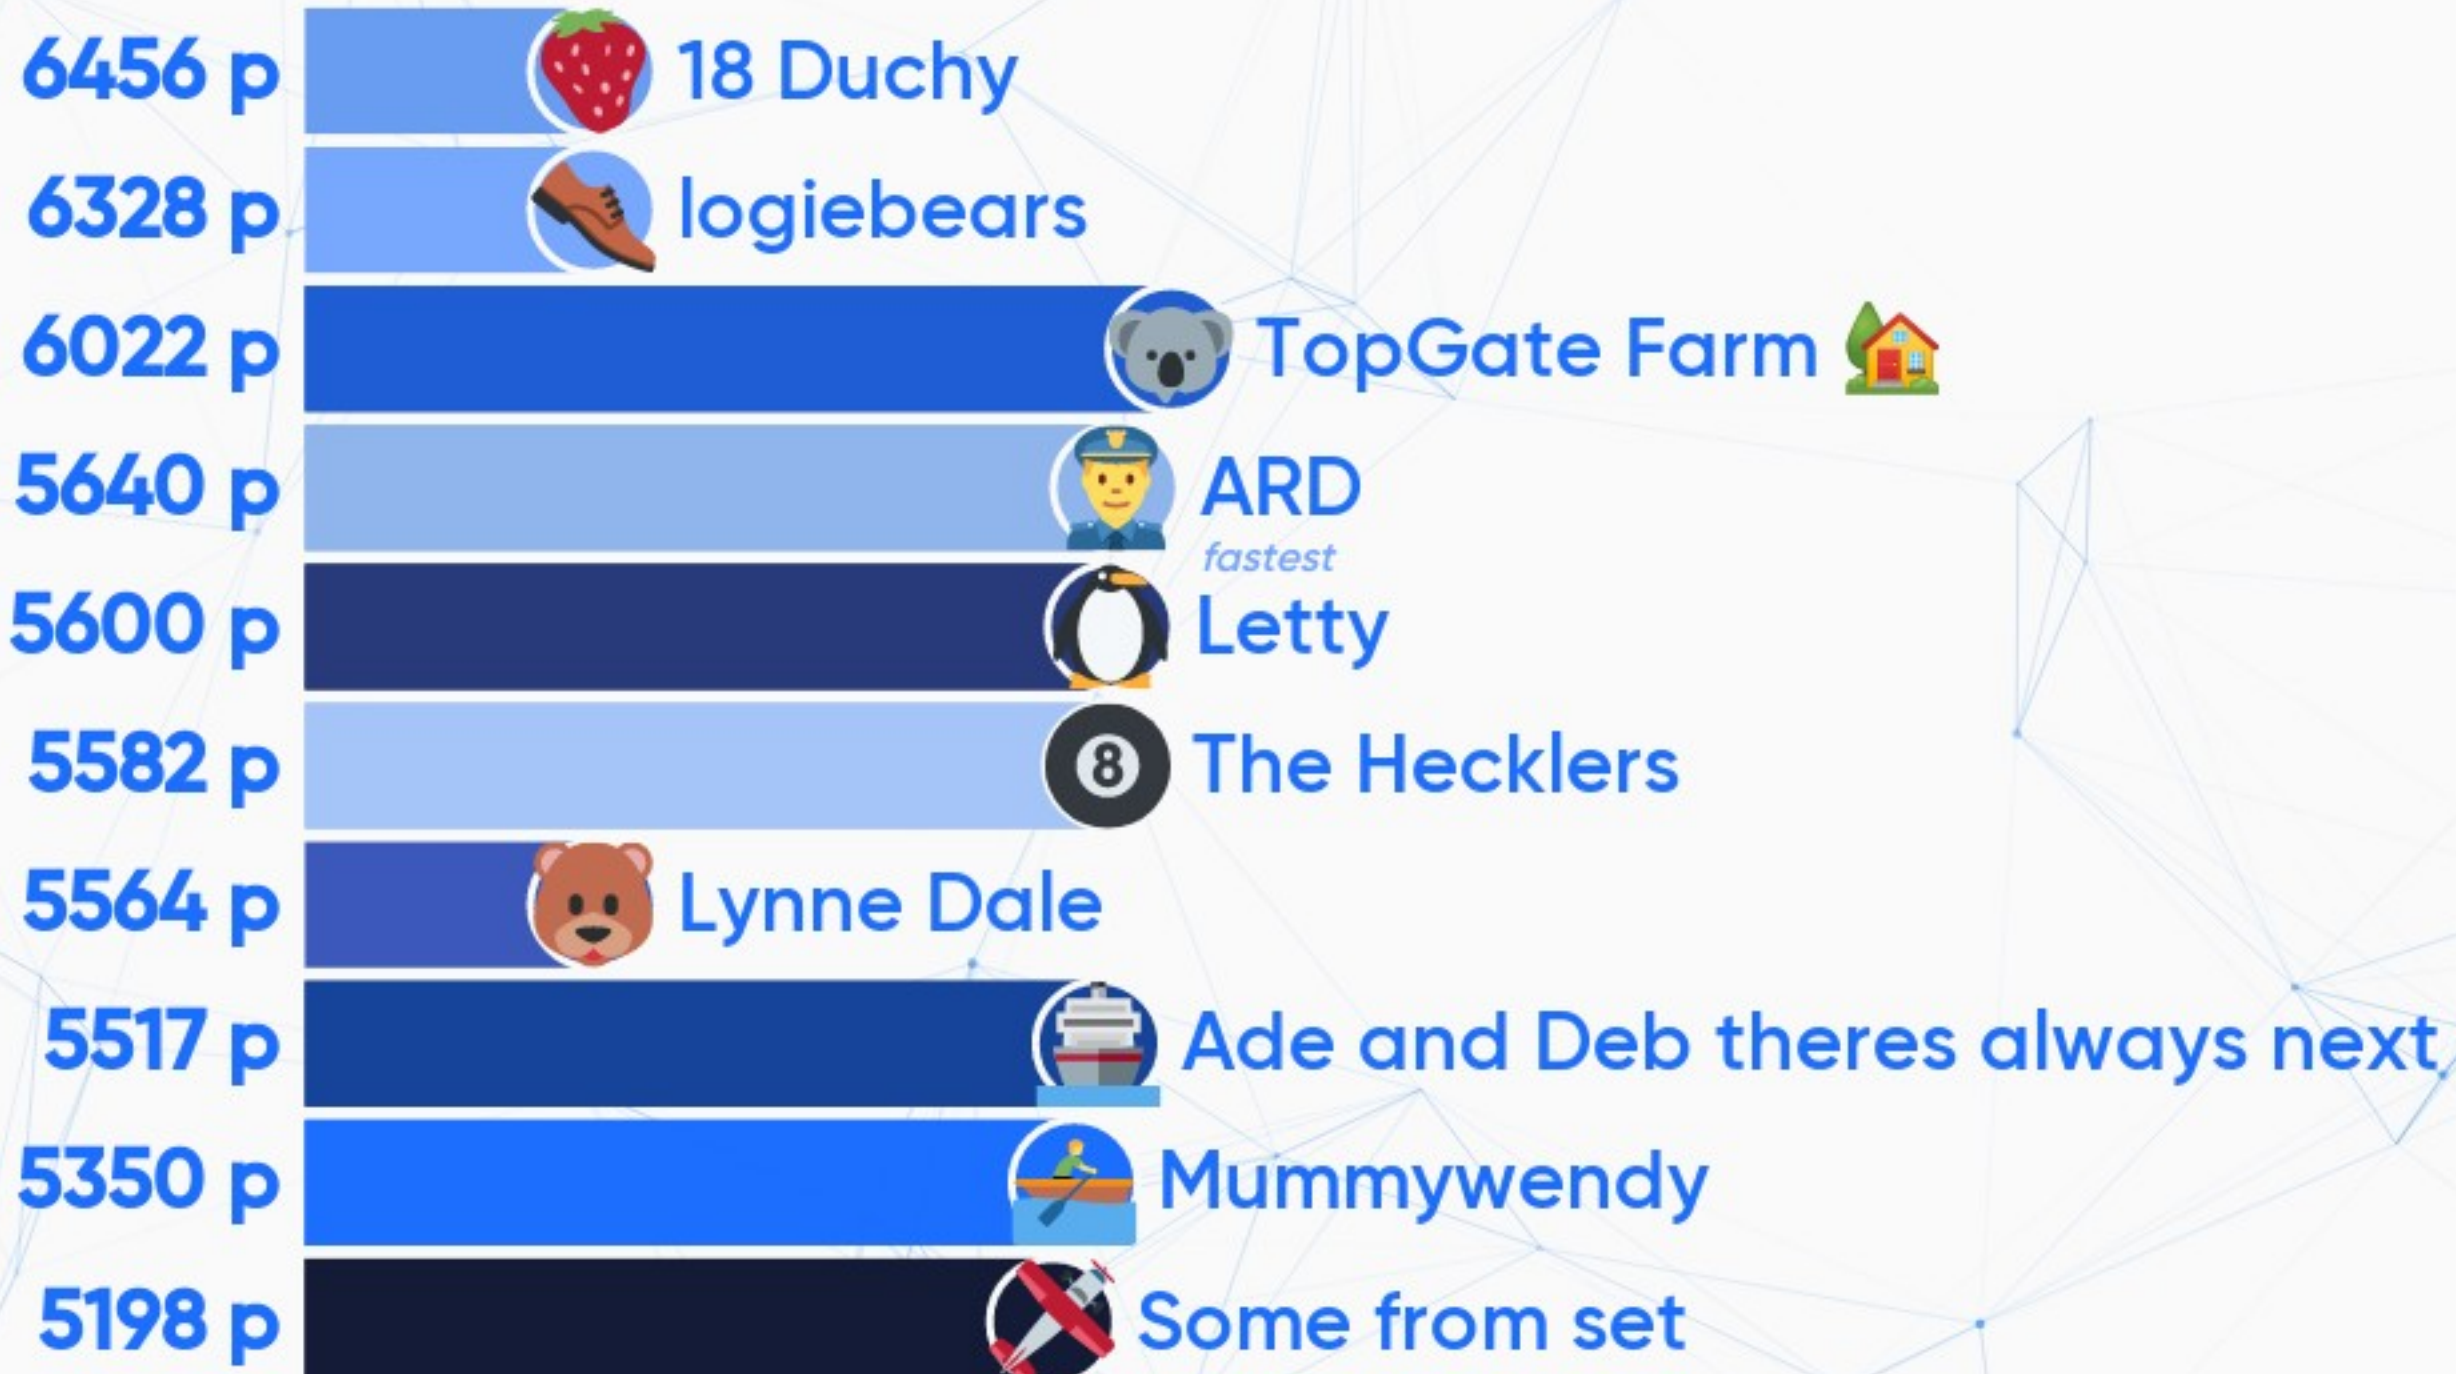 6456 p 18 Duchy
6328 p logiebears
6022 p TopGate Farm
5640 p ARD
fastest
5600 p Letty
5582 p 8 The Hecklers
5564 p Lynne Dale
5517 p Ade and Deb theres always next
5350 p Mummywendy
5198 p Some from set